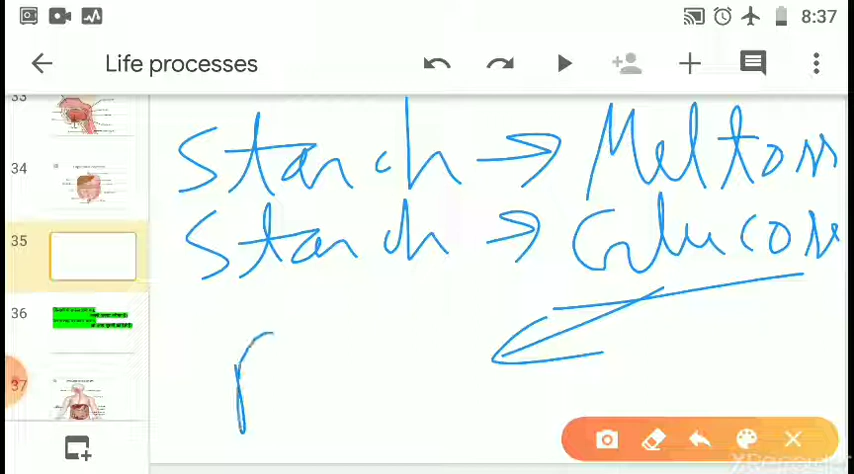 8:37
Life processes
33
34
35
36
37
Starch → Meltose
Starch → Glucose